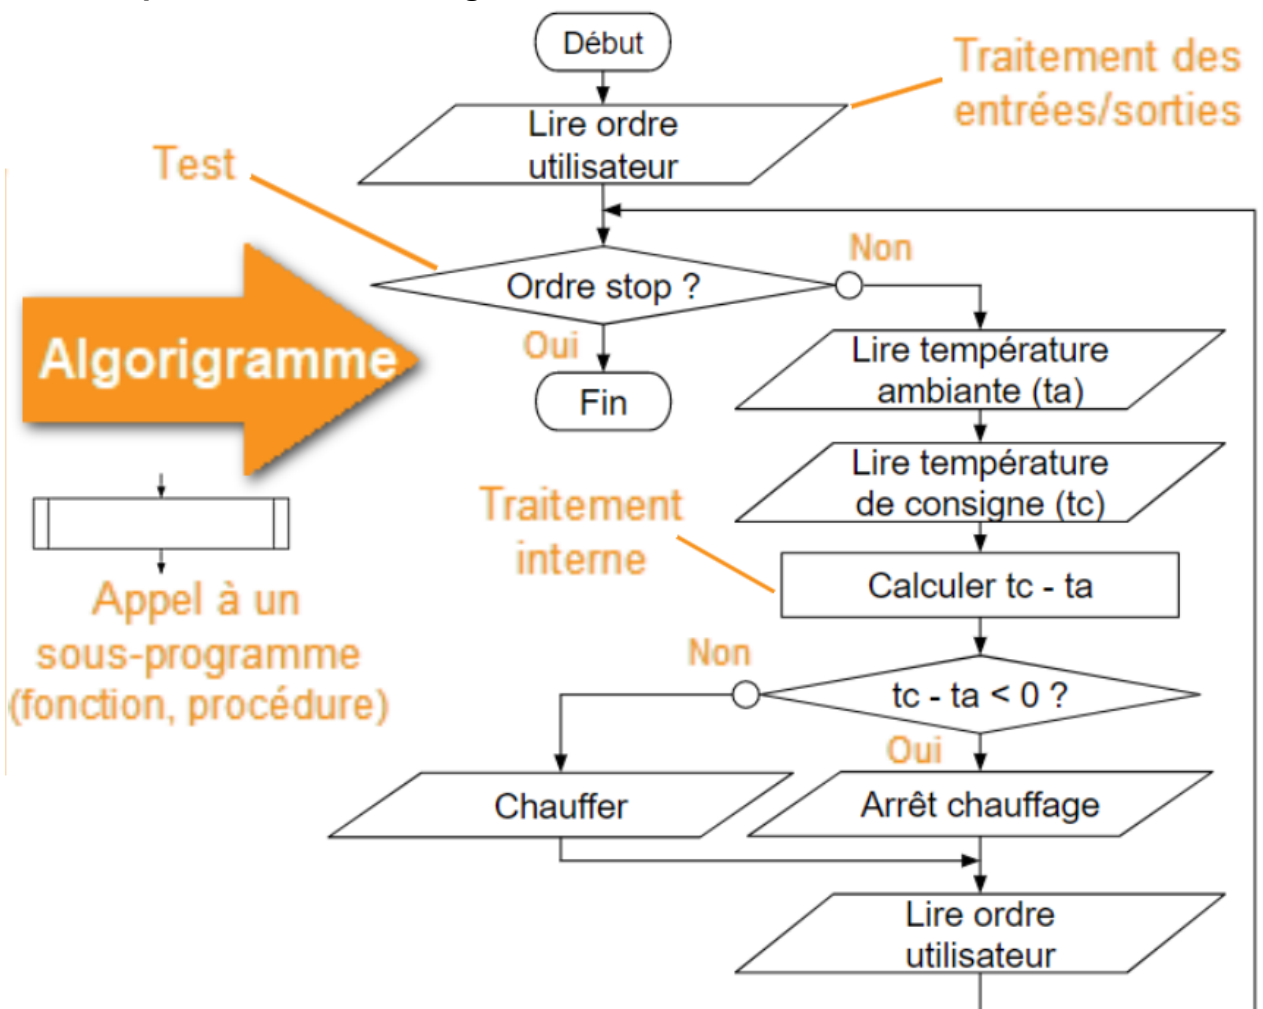 Début
Traitement des
entrées/sorties
Lire ordre
utilisateur
Test
Non
Ordre stop ?
Oui
Algorigramme
Fin
Lire température
ambiante (ta)
Lire température
de consigne (tc)
Traitement
interne
Calculer tc - ta
Appel à un
sous-programme
(fonction, procédure)
Non
tc - ta < 0 ?
Oui
Chauffer
Arrêt chauffage
Lire ordre
utilisateur